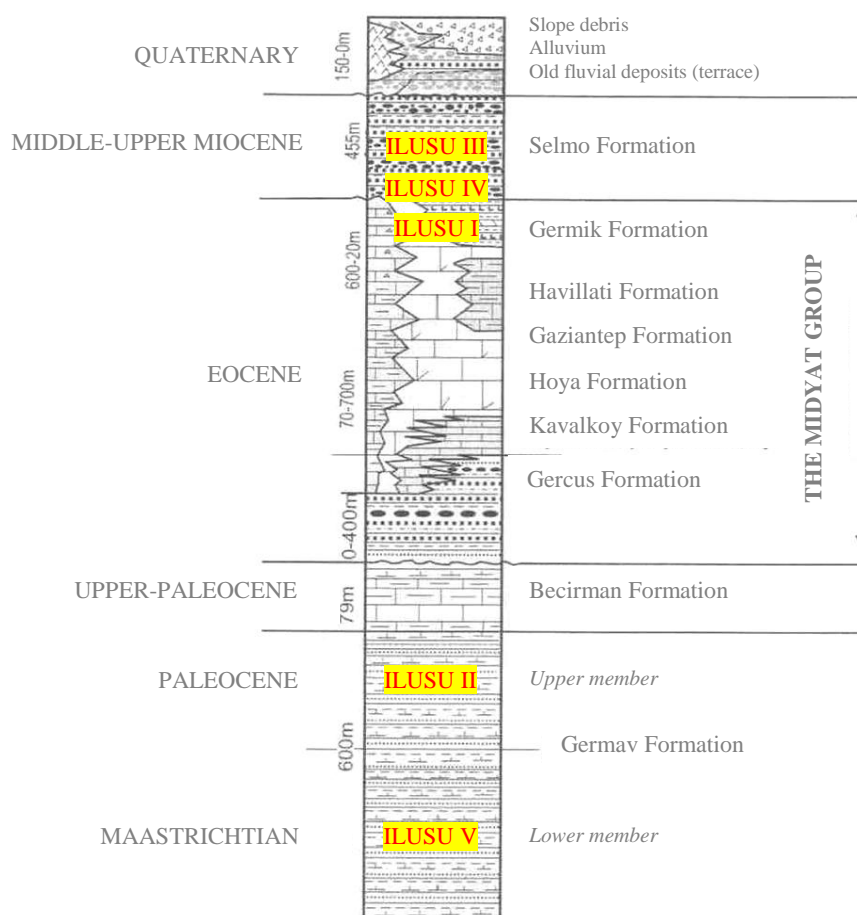 Slope debris
Alluvium
Old fluvial deposits (terrace)
QUATERNARY
150-0m
MIDDLE-UPPER MIOCENE
455m
ILUSU III
Selmo Formation
ILUSU IV
ILUSU I
Germik Formation
600-20m
Havillati Formation
Gaziantep Formation
EOCENE
Hoya Formation
70-700m
Kavalkoy Formation
THE MIDYAT GROUP
Gercus Formation
0-400m
UPPER-PALEOCENE
79m
Becirman Formation
PALEOCENE
ILUSU II
Upper member
600m
Germav Formation
MAASTRICHTIAN
ILUSU V
Lower member